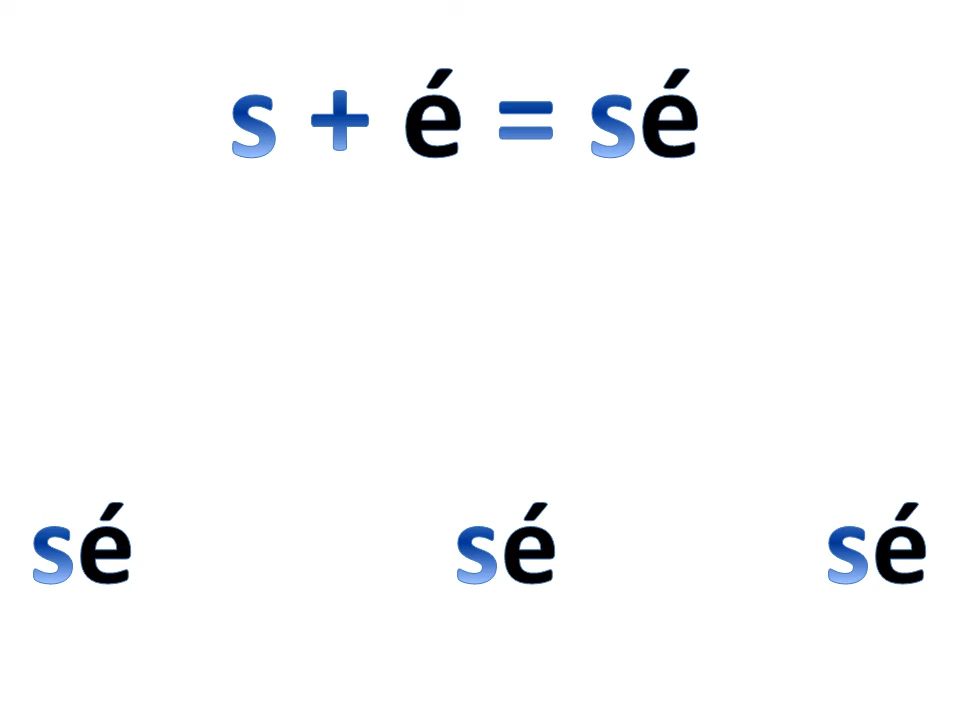 s + é = sé
sé sé sé